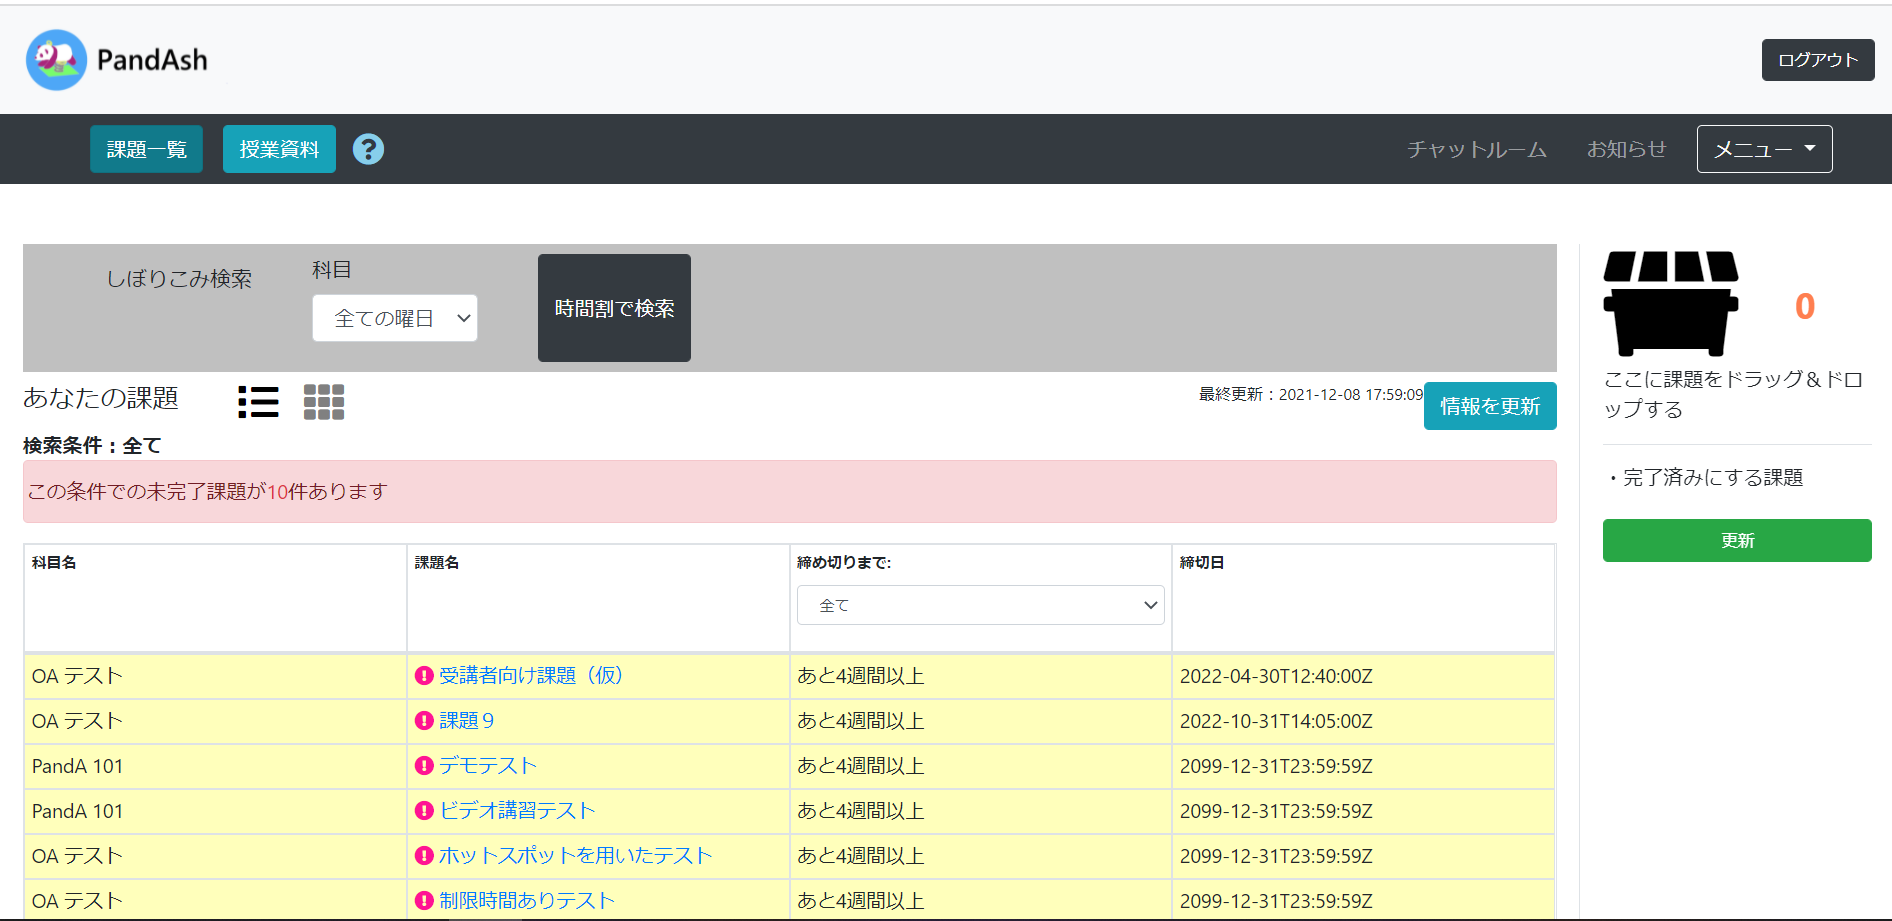 PandAsh
ログアウト
課題一覧
授業資料
?
チャットルーム
お知らせ
メニュー
しぼりこみ検索
科目
全ての曜日
時間割で検索
0
ここに課題をドラッグ＆ドロ
ップする
・完了済みにする課題
更新
あなたの課題
最終更新：2021-12-08 17:59:09
情報を更新
検索条件：全て
この条件での未完了課題が10件あります
科目名 課題名 締め切りまで: 締切日
全て
OA テスト 受講者向け課題（仮） あと4週間以上 2022-04-30T12:40:00Z
OA テスト 課題９ あと4週間以上 2022-10-31T14:05:00Z
PandA 101 デモテスト あと4週間以上 2099-12-31T23:59:59Z
PandA 101 ビデオ講習テスト あと4週間以上 2099-12-31T23:59:59Z
OA テスト ホットスポットを用いたテスト あと4週間以上 2099-12-31T23:59:59Z
OA テスト 制限時間ありテスト あと4週間以上 2099-12-31T23:59:59Z